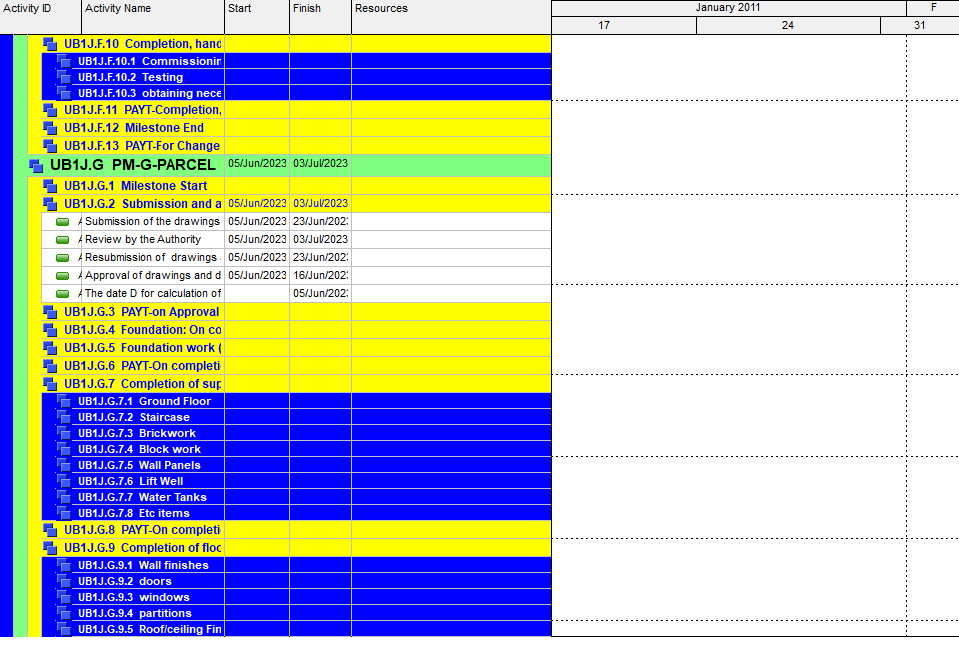 Activity ID Activity Name Start Finish Resources January 2011 F
17 24 31
UB1J.F.10 Completion, hand
UB1J.F.10.1 Commissionin
UB1J.F.10.2 Testing
UB1J.F.10.3 obtaining nece
UB1J.F.11 PAYT-Completion,
UB1J.F.12 Milestone End
UB1J.F.13 PAYT-For Change
UB1J.G PM-G-PARCEL 05/Jun/2023 03/Jul/2023
UB1J.G.1 Milestone Start
UB1J.G.2 Submission and a 05/Jun/2023 03/Jul/2023
Submission of the drawings 05/Jun/2023 23/Jun/202
Review by the Authority 05/Jun/2023 03/Jul/2023
Resubmission of drawings 05/Jun/2023 23/Jun/202
Approval of drawings and d 05/Jun/2023 16/Jun/202
The date D for calculation of 05/Jun/202
UB1J.G.3 PAYT-on Approval
UB1J.G.4 Foundation: On co
UB1J.G.5 Foundation work (
UB1J.G.6 PAYT-On completi
UB1J.G.7 Completion of sup
UB1J.G.7.1 Ground Floor
UB1J.G.7.2 Staircase
UB1J.G.7.3 Brickwork
UB1J.G.7.4 Block work
UB1J.G.7.5 Wall Panels
UB1J.G.7.6 Lift Well
UB1J.G.7.7 Water Tanks
UB1J.G.7.8 Etc items
UB1J.G.8 PAYT-On completi
UB1J.G.9 Completion of floo
UB1J.G.9.1 Wall finishes
UB1J.G.9.2 doors
UB1J.G.9.3 windows
UB1J.G.9.4 partitions
UB1J.G.9.5 Roof/ceiling Fin